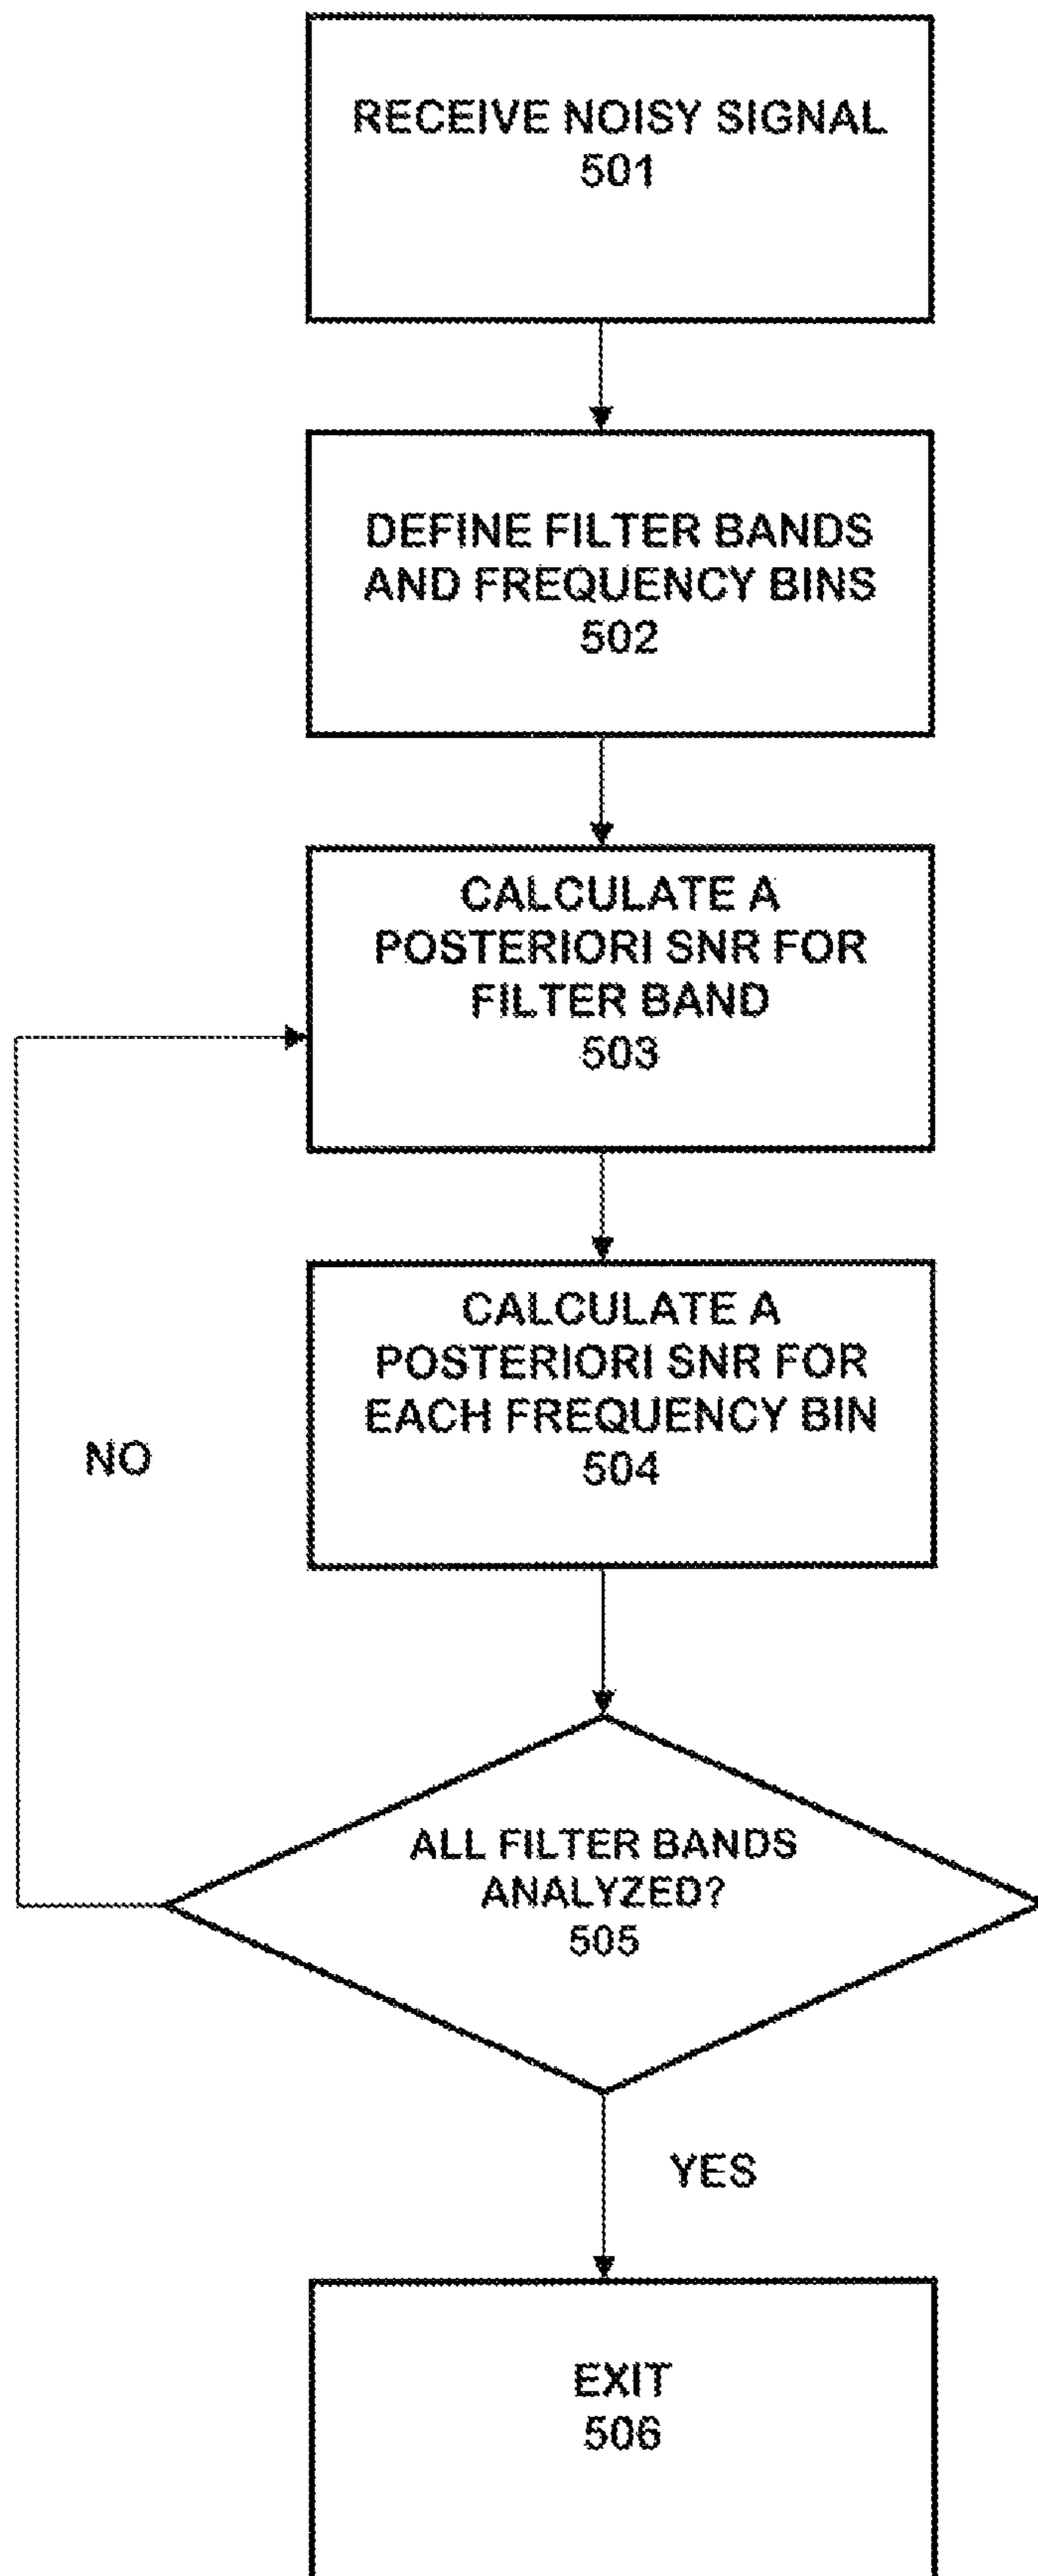 RECEIVE NOISY SIGNAL
501
DEFINE FILTER BANDS
AND FREQUENCY BINS
502
CALCULATE A
POSTERIORI SNR FOR
FILTER BAND
503
CALCULATE A
POSTERIORI SNR FOR
EACH FREQUENCY BIN
504
NO
ALL FILTER BANDS
ANALYZED?
505
YES
EXIT
506